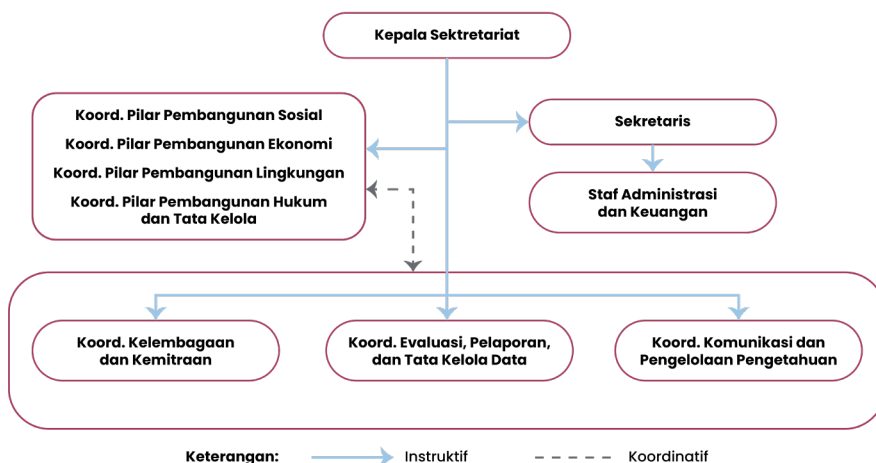 Kepala Sektretariat
Koord. Pilar Pembangunan Sosial
Koord. Pilar Pembangunan Ekonomi
Koord. Pilar Pembangunan Lingkungan
Koord. Pilar Pembangunan Hukum
dan Tata Kelola
Sekretaris
Staf Administrasi
dan Keuangan
Koord. Kelembagaan
dan Kemitraan
Koord. Evaluasi, Pelaporan,
dan Tata Kelola Data
Koord. Komunikasi dan
Pengelolaan Pengetahuan
Keterangan: Instruktif Koordinatif